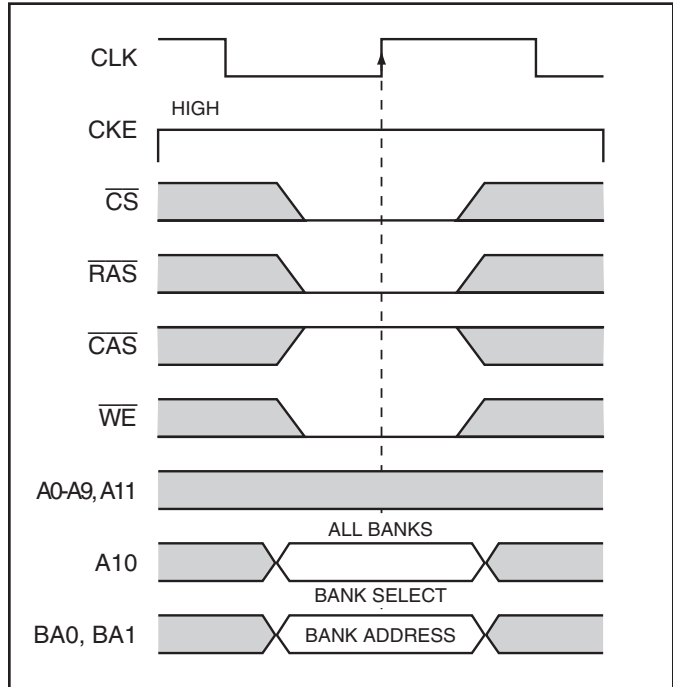 CLK
HIGH
CKE
CS
RAS
CAS
WE
A0-A9, A11
ALL BANKS
A10
BANK SELECT
BA0, BA1
BANK ADDRESS